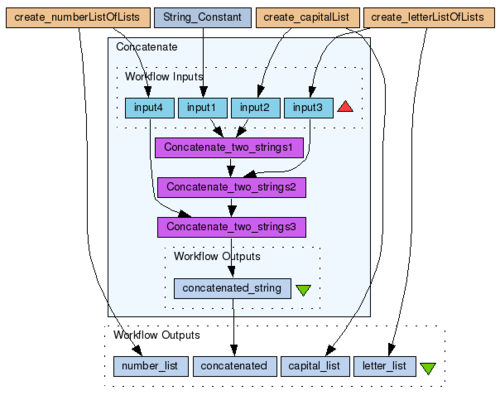 create_numberListOfLists String_Constant create_capitalList create_letterListOfLists
Concatenate
Workflow Inputs
input4 input1 input2 input3
Concatenate_two_strings1
Concatenate_two_strings2
Concatenate_two_strings3
Workflow Outputs
concatenated_string
Workflow Outputs
number_list concatenated capital_list letter_list